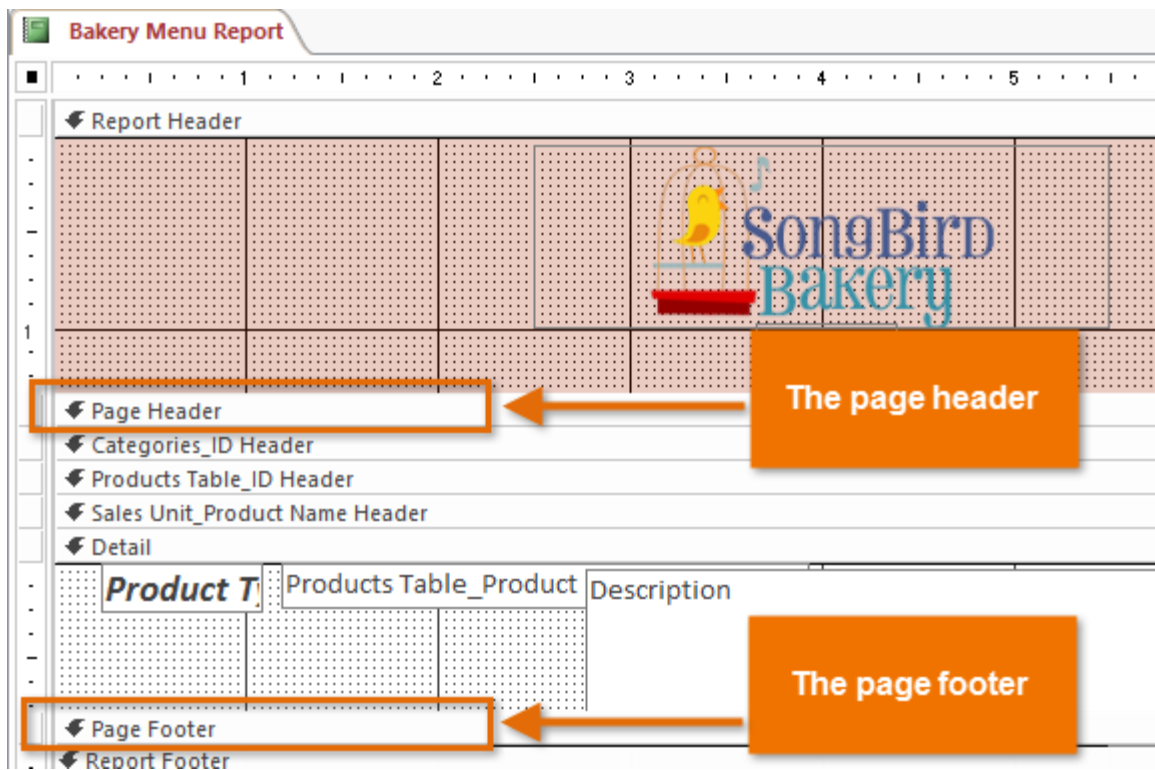 Bakery Menu Report
1 2 3 4 5
Report Header
SongBird
Bakery
1
The page header
Page Header
Categories_ID Header
Products Table_ID Header
Sales Unit_Product Name Header
Detail
Product Ty Products Table_Product Description
The page footer
Page Footer
Report Footer